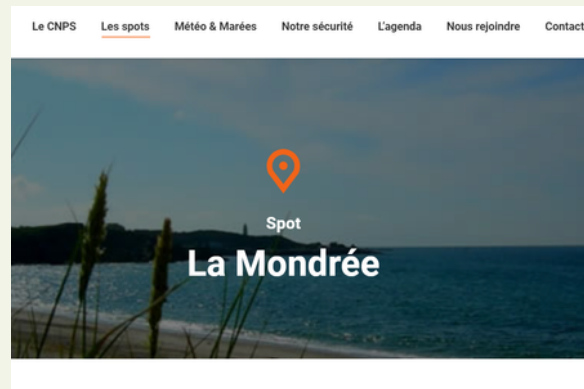 Le CNPS Les spots Météo & Marées Notre sécurité L'agenda Nous rejoindre Contact
Spot
La Mondrée